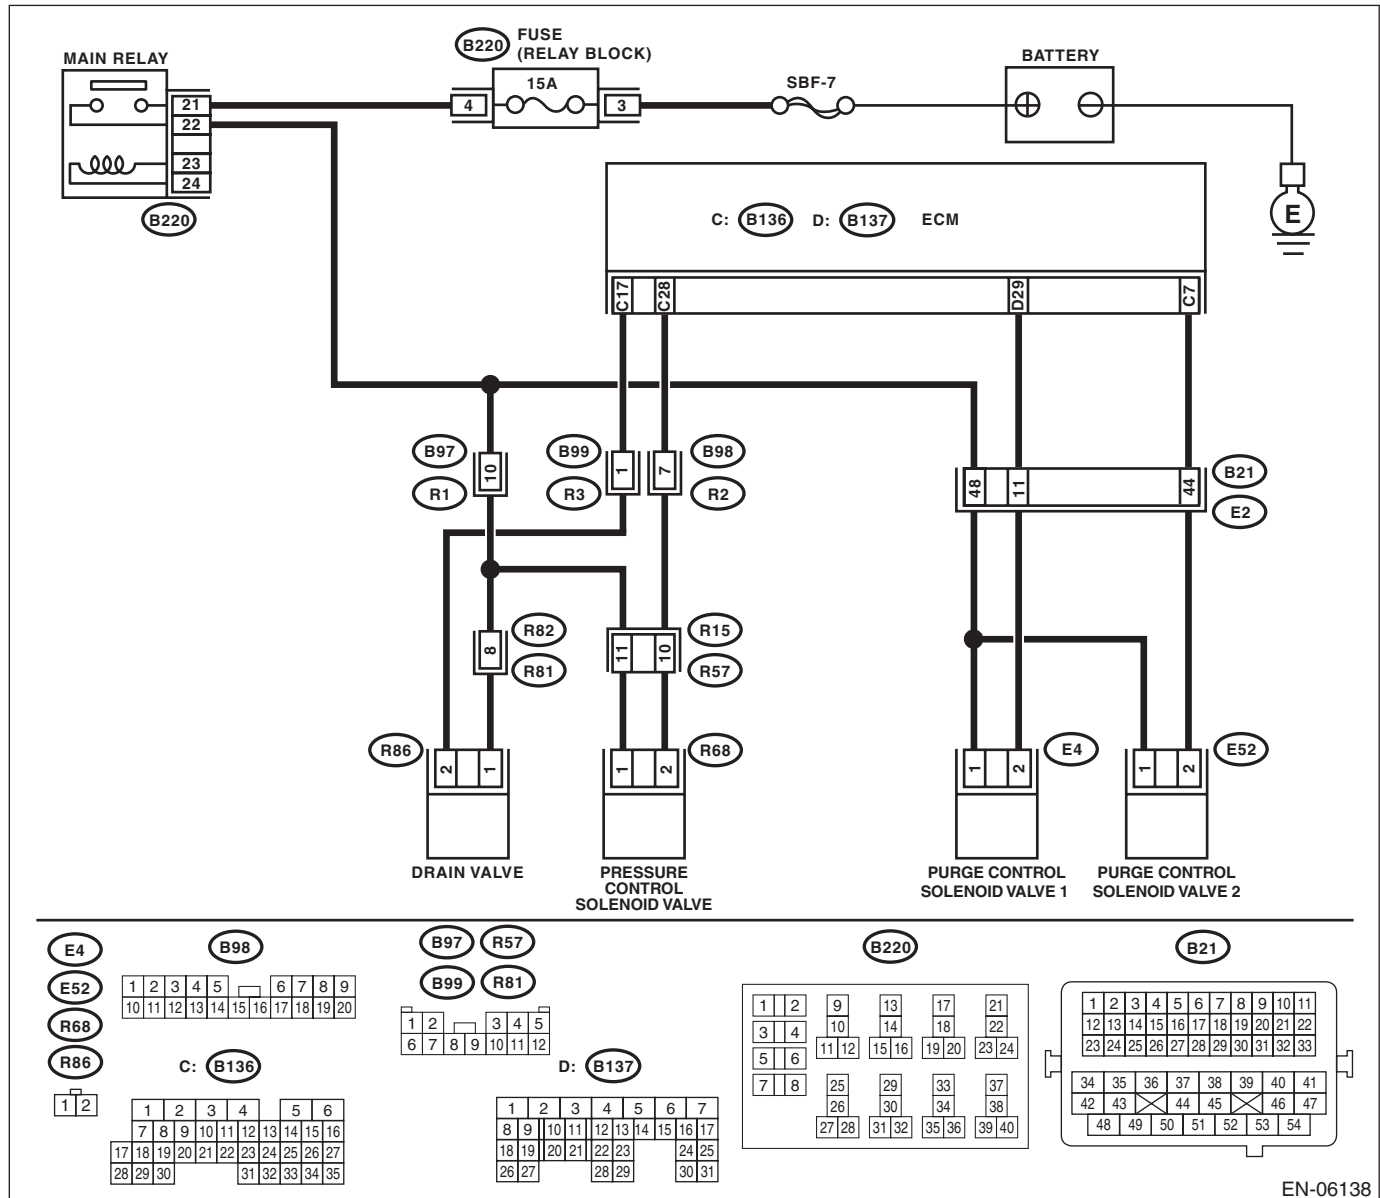 MAIN RELAY
B220
FUSE
(RELAY BLOCK)
15A
SBF-7
BATTERY
21
22
23
24
4
3
B220
E
C: B136 D: B137 ECM
C17
C28
D29
C7
B97
R1
10
B99
R3
1
7
B98
R2
48
11
44
B21
E2
R82
R81
8
11
10
R15
R57
R86
2
1
1
2
R68
1
2
E4
1
2
E52
DRAIN VALVE
PRESSURE
CONTROL
SOLENOID VALVE
PURGE CONTROL
SOLENOID VALVE 1
PURGE CONTROL
SOLENOID VALVE 2
E4
E52
R68
R86
1 2
B98
1 2 3 4 5 6 7 8 9
10 11 12 13 14 15 16 17 18 19 20
C: B136
1 2 3 4 5 6
7 8 9 10 11 12 13 14 15 16
17 18 19 20 21 22 23 24 25 26 27
28 29 30 31 32 33 34 35
B97 R57
B99 R81
1 2 3 4 5
6 7 8 9 10 11 12
D: B137
1 2 3 4 5 6 7
8 9 10 11 12 13 14 15 16 17
18 19 20 21 22 23 24 25
26 27 28 29 30 31
B220
1 2 9 13 17 21
3 4 10 14 18 22
5 6 11 12 15 16 19 20 23 24
7 8 25 29 33 37
26 30 34 38
27 28 31 32 35 36 39 40
B21
1 2 3 4 5 6 7 8 9 10 11
12 13 14 15 16 17 18 19 20 21 22
23 24 25 26 27 28 29 30 31 32 33
34 35 36 37 38 39 40 41
42 43 44 45 46 47
48 49 50 51 52 53 54
EN-06138